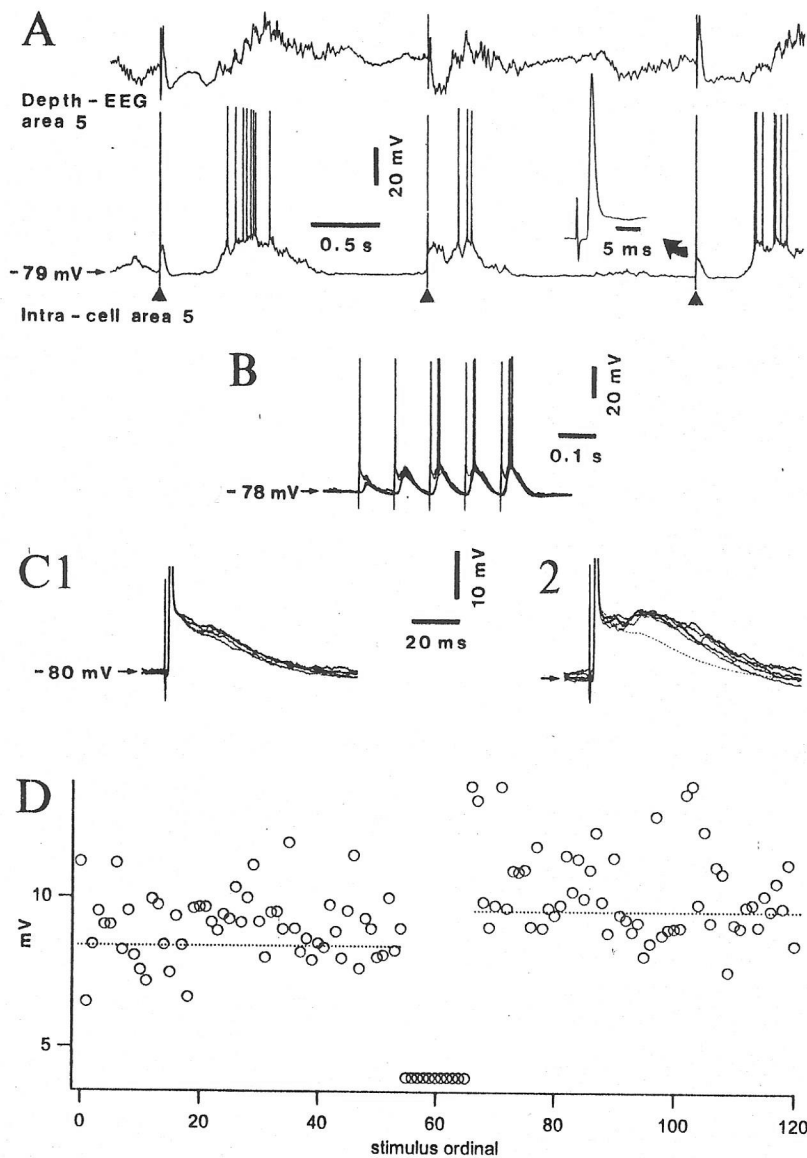 A
Depth-EEG
area 5
20 mV
0.5 s
5 ms
-79 mV
Intra-cell area 5
B
20 mV
0.1 s
-78 mV
C1
10 mV
20 ms
2
-80 mV
D
10
mV
5
0 20 40 60 80 100 120
stimulus ordinal